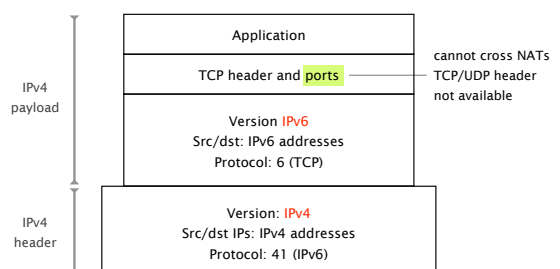 Application
TCP header and ports
cannot cross NATs
TCP/UDP header
not available
IPv4
payload
Version IPv6
Src/dst: IPv6 addresses
Protocol: 6 (TCP)
IPv4
header
Version: IPv4
Src/dst IPs: IPv4 addresses
Protocol: 41 (IPv6)